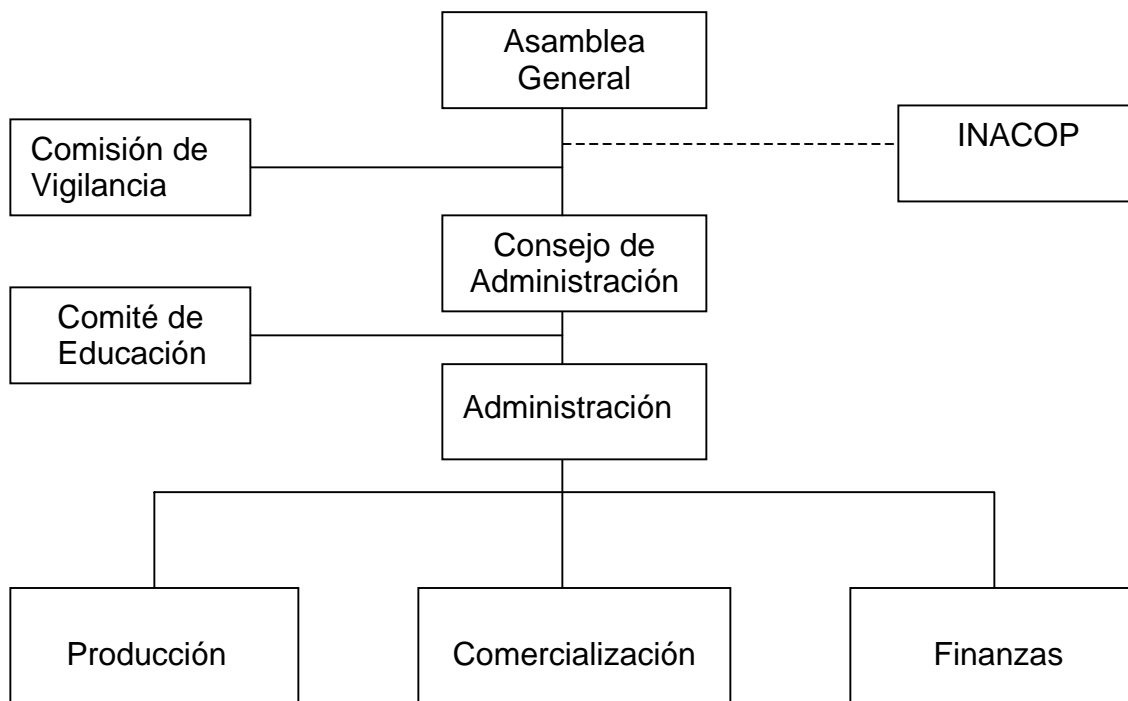 Asamblea
General
INACOP
Comisión de
Vigilancia
Consejo de
Administración
Comité de
Educación
Administración
Producción
Comercialización
Finanzas